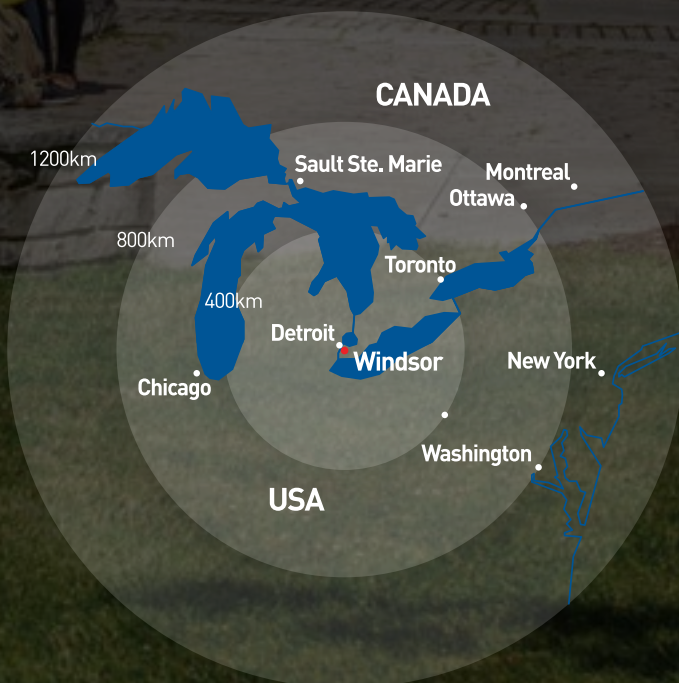 CANADA
1200km
Sault Ste. Marie
Montreal
Ottawa
800km
Toronto
400km
Detroit
Windsor
New York
Chicago
Washington
USA